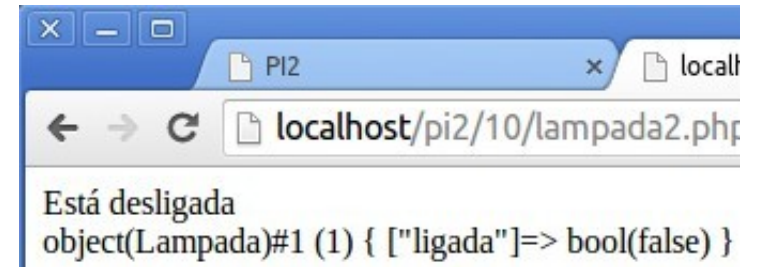 PI2
localh
localhost/pi2/10/lampada2.php
Está desligada
object(Lampada)#1 (1) { ["ligada"]=> bool(false) }